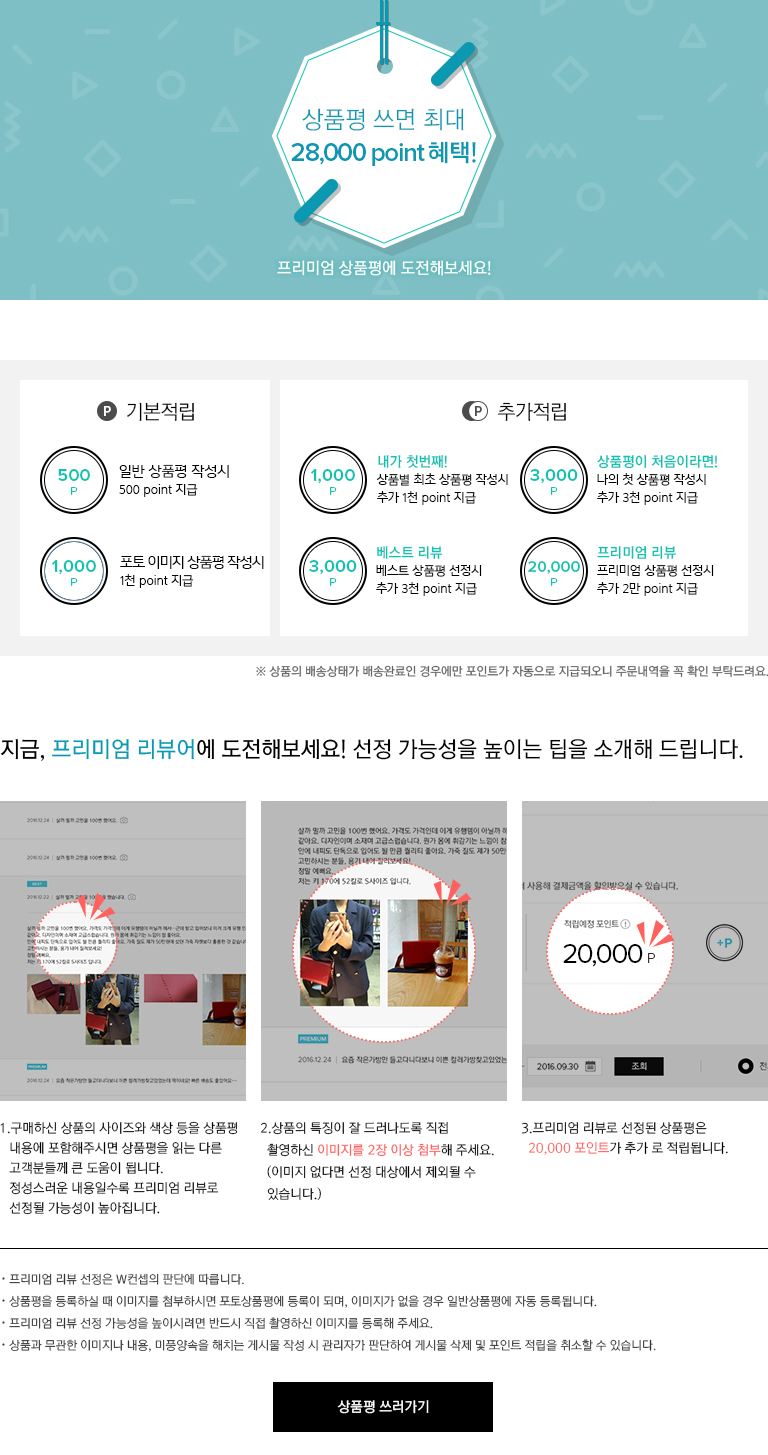 상품평 쓰면 최대
28,000 point 혜택!
프리미엄 상품평에 도전해보세요!
P 기본적립
500
P
일반 상품평 작성시
500 point 지급
1,000
P
포토 이미지 상품평 작성시
1천 point 지급
P 추가적립
1,000
P
내가 첫번째!
상품별 최초 상품평 작성시
추가 1천 point 지급
3,000
P
상품평이 처음이라면!
나의 첫 상품평 작성시
추가 3천 point 지급
3,000
P
베스트 리뷰
베스트 상품평 선정시
추가 3천 point 지급
20,000
P
프리미엄 리뷰
프리미엄 상품평 선정시
추가 2만 point 지급
※ 상품의 배송상태가 배송완료인 경우에만 포인트가 자동으로 지급되오니 주문내역을 꼭 확인 부탁드려요.
지금, 프리미엄 리뷰어에 도전해보세요! 선정 가능성을 높이는 팁을 소개해 드립니다.
2016.12.24 | 살까 말까 고민을 100번 했어요.
2016.12.24 | 살까 말까 고민을 100번 했어요.
BEST
2016.12.22 | 살까 말까 고민을 100번 했습니다.
정말 예뻐요.
저는 키 170에 52킬로 S사이즈 입니다.
PREMIUM
2016.12.24 | 요즘 작은가방만 들고다니다보니
살까 말까 고민을 100번 했어요. 가격도 가격인데 이게 유행템이 아닐까
같아요. 디자인이며 소재며 고급스럽습니다. 뭔가 몸에 휘감기는 느낌이 참
안에 내피도 단독으로 입어도 될 만큼 퀄리티 좋아요. 가죽 질도 제가 50만
고민하시는 분들, 용기 내어 질러보세요!
정말 예뻐요.
저는 키 170에 52킬로 S사이즈 입니다.
PREMIUM
2016.12.24 | 요즘 작은가방만 들고다니다보니 이쁜 컬러가방찾고있었는
사용해 결제금액을 할인받으실 수 있습니다.
적립예정 포인트
20,000 P
+P
2016.09.30
조회
전
1.구매하신 상품의 사이즈와 색상 등을 상품평
내용에 포함해주시면 상품평을 읽는 다른
고객분들께 큰 도움이 됩니다.
정성스러운 내용일수록 프리미엄 리뷰로
선정될 가능성이 높아집니다.
2.상품의 특징이 잘 드러나도록 직접
촬영하신 이미지를 2장 이상 첨부해 주세요.
(이미지 없다면 선정 대상에서 제외될 수
있습니다.)
3.프리미엄 리뷰로 선정된 상품평은
20,000 포인트가 추가 로 적립됩니다.
· 프리미엄 리뷰 선정은 W컨셉의 판단에 따릅니다.
· 상품평을 등록하실 때 이미지를 첨부하시면 포토상품평에 등록이 되며, 이미지가 없을 경우 일반상품평에 자동 등록됩니다.
· 프리미엄 리뷰 선정 가능성을 높이시려면 반드시 직접 촬영하신 이미지를 등록해 주세요.
· 상품과 무관한 이미지나 내용, 미풍양속을 해치는 게시물 작성 시 관리자가 판단하여 게시물 삭제 및 포인트 적립을 취소할 수 있습니다.
상품평 쓰러가기